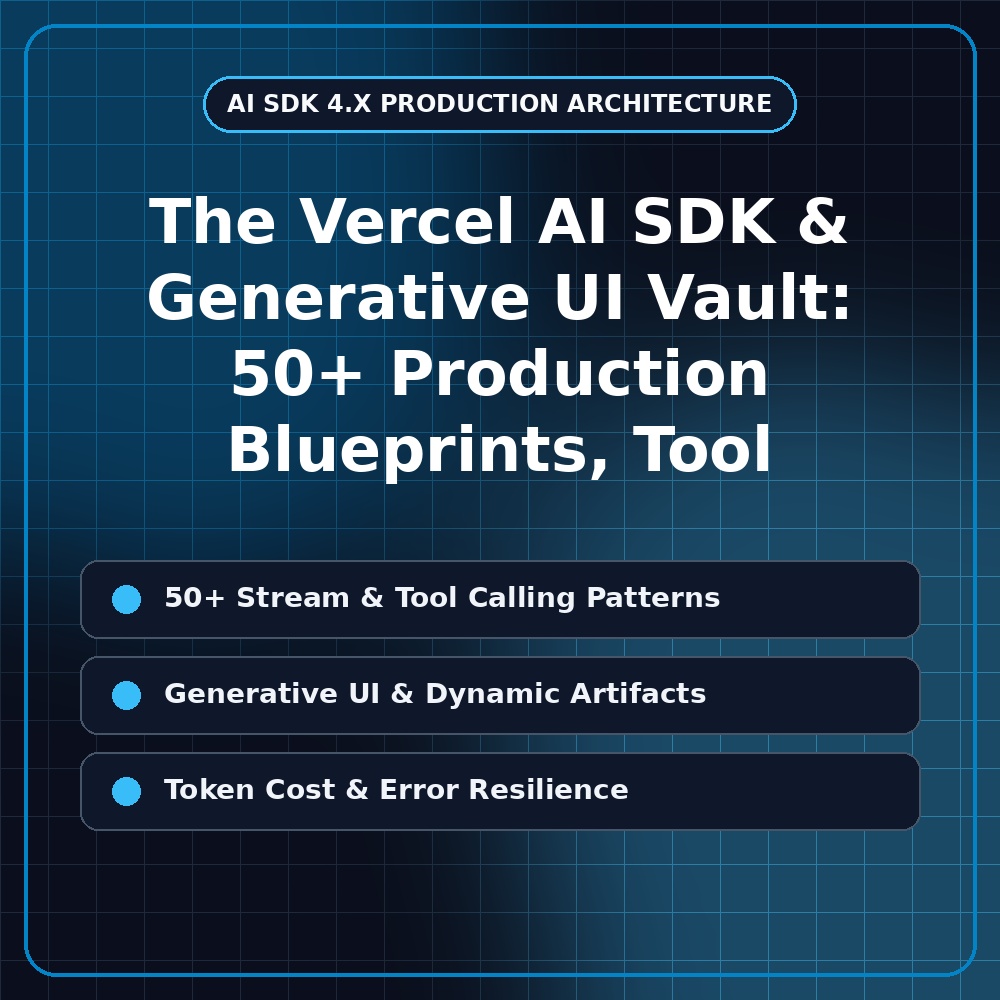 AI SDK 4.X PRODUCTION ARCHITECTURE
The Vercel AI SDK &
Generative UI Vault:
50+ Production
Blueprints, Tool
50+ Stream & Tool Calling Patterns
Generative UI & Dynamic Artifacts
Token Cost & Error Resilience